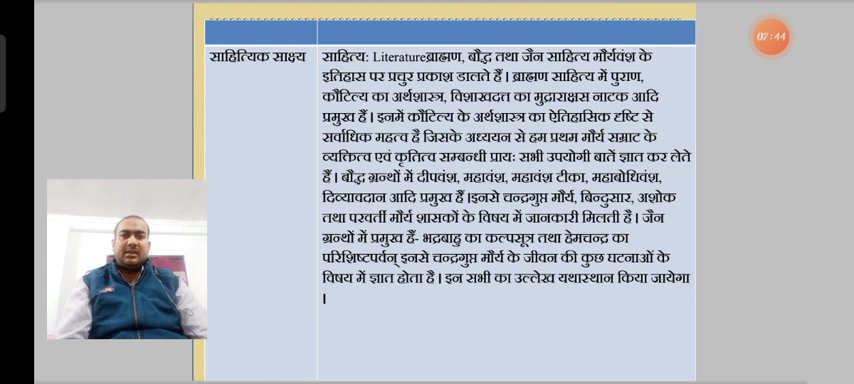 07:44
साहित्यिक साक्ष्य
साहित्य: Literatureब्राह्मण, बौद्ध तथा जैन साहित्य मौर्यवंश के
इतिहास पर प्रचुर प्रकाश डालते हैं। ब्राह्मण साहित्य में पुराण,
कौटिल्य का अर्थशास्त्र, विशाखदत्त का मुद्राराक्षस नाटक आदि
प्रमुख हैं। इनमें कौटिल्य के अर्थशास्त्र का ऐतिहासिक दृष्टि से
सर्वाधिक महत्व है जिसके अध्ययन से हम प्रथम मौर्य सम्राट के
व्यक्तित्व एवं कृतित्व सम्बन्धी प्रायः सभी उपयोगी बातें ज्ञात कर लेते
हैं। बौद्ध ग्रन्थों में दीपवंश, महावंश, महावंश टीका, महाबोधिवंश,
दिव्यावदान आदि प्रमुख हैं।इनसे चन्द्रगुप्त मौर्य, बिन्दुसार, अशोक
तथा परवर्ती मौर्य शासकों के विषय में जानकारी मिलती है। जैन
ग्रन्थों में प्रमुख हैं- भद्रबाहु का कल्पसूत्र तथा हेमचन्द्र का
परिशिष्टपर्वन् इनसे चन्द्रगुप्त मौर्य के जीवन की कुछ घटनाओं के
विषय में ज्ञात होता है। इन सभी का उल्लेख यथास्थान किया जायेगा
।